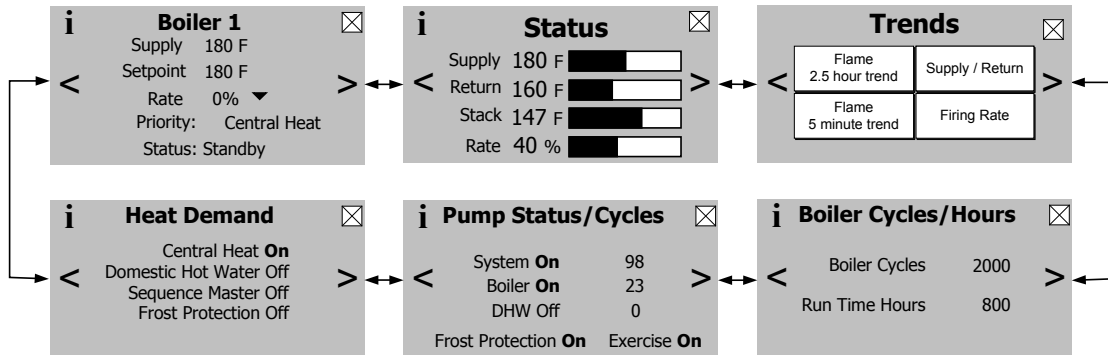 i Boiler 1
Supply 180 F
Setpoint 180 F
< Rate 0% >
Priority: Central Heat
Status: Standby
i Status
Supply 180 F
< Return 160 F >
Stack 147 F
Rate 40 %
Trends
< Flame 2.5 hour trend Supply / Return >
Flame 5 minute trend Firing Rate
i Heat Demand
Central Heat On
< Domestic Hot Water Off >
Sequence Master Off
Frost Protection Off
i Pump Status/Cycles
< System On 98 >
Boiler On 23
DHW Off 0
Frost Protection On Exercise On
i Boiler Cycles/Hours
< Boiler Cycles 2000 >
Run Time Hours 800